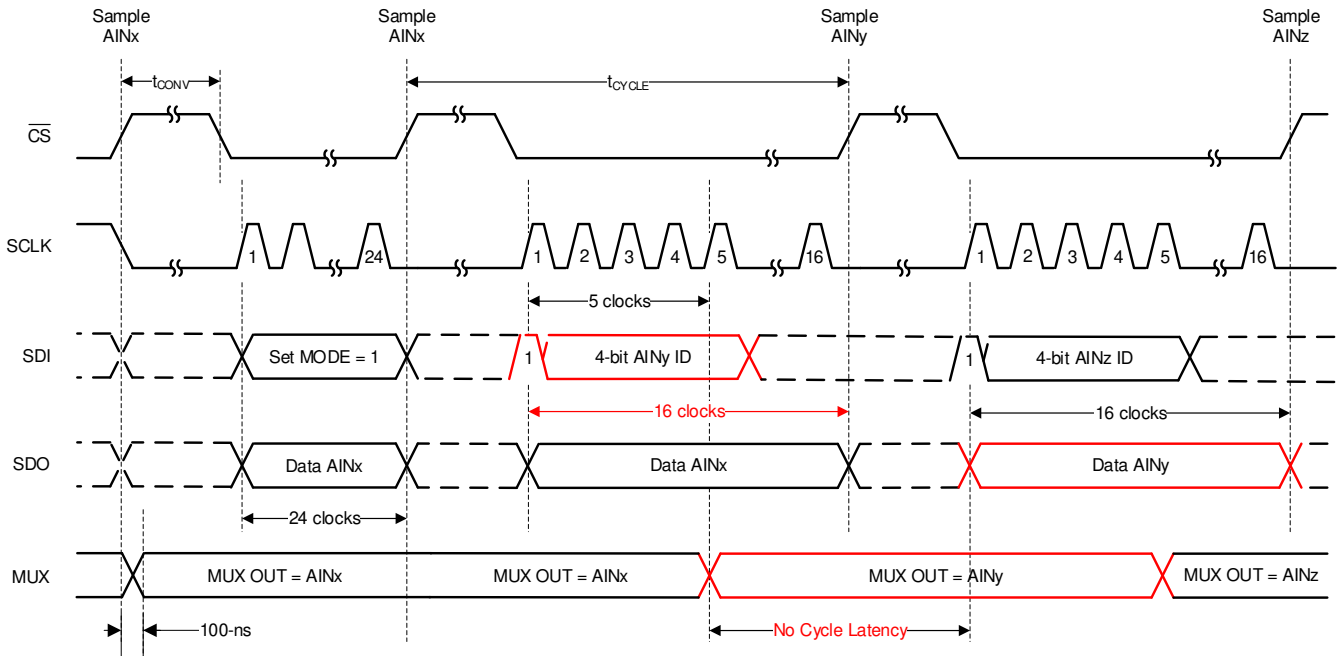 Sample
AINx
Sample
AINx
Sample
AINy
Sample
AINz
tCONV
tCYCLE
CS
SCLK
1
24
1
2
3
4
5
16
1
2
3
4
5
16
5 clocks
SDI
Set MODE = 1
1
4-bit AINy ID
1
4-bit AINz ID
16 clocks
16 clocks
SDO
Data AINx
Data AINx
Data AINy
24 clocks
MUX
MUX OUT = AINx
MUX OUT = AINx
MUX OUT = AINy
MUX OUT = AINz
100-ns
No Cycle Latency